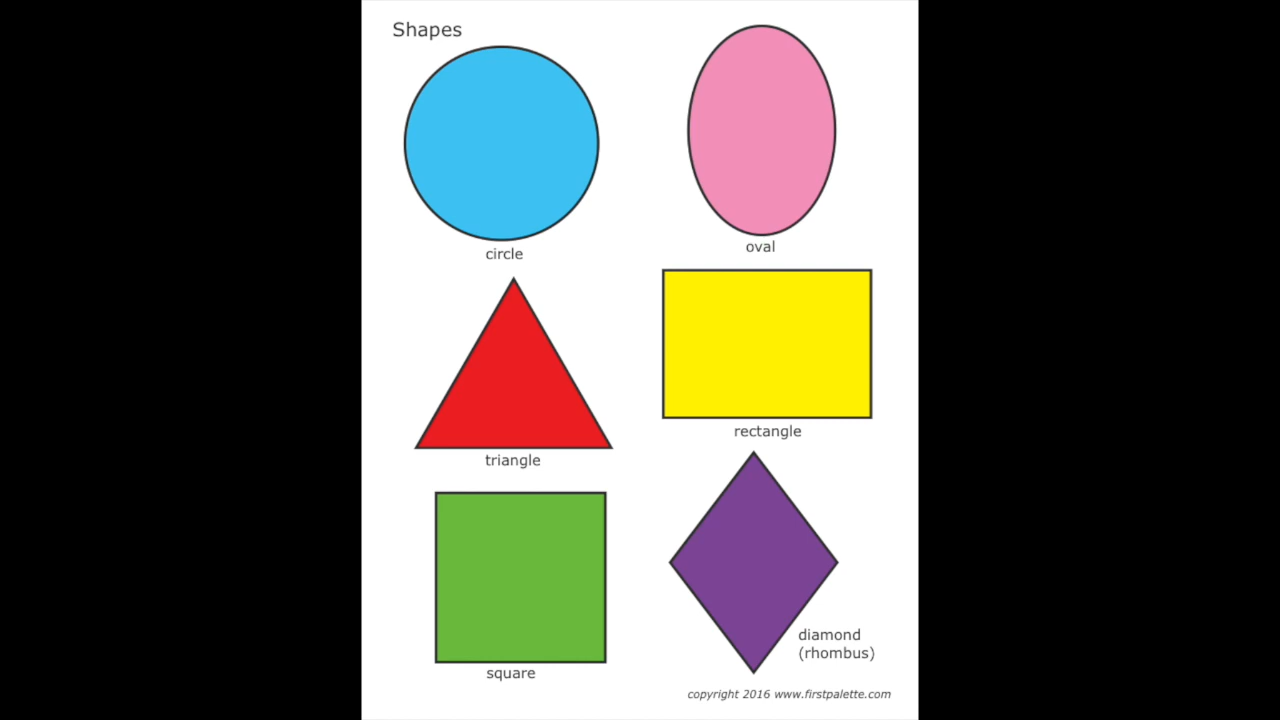 Shapes
circle
oval
triangle
rectangle
square
diamond
(rhombus)
copyright 2016 www.firstpalette.com